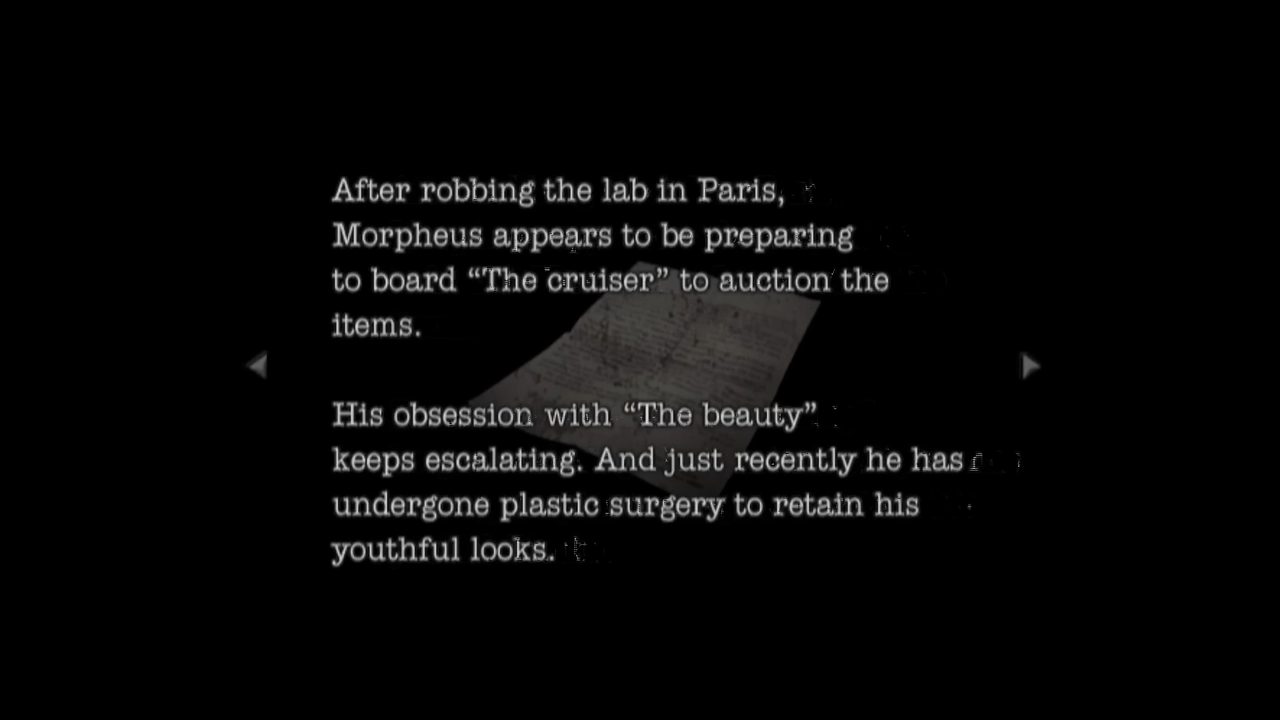 After robbing the lab in Paris,
Morpheus appears to be preparing
to board “The cruiser” to auction the
items.
His obsession with “The beauty”
keeps escalating. And just recently he has
undergone plastic surgery to retain his
youthful looks.